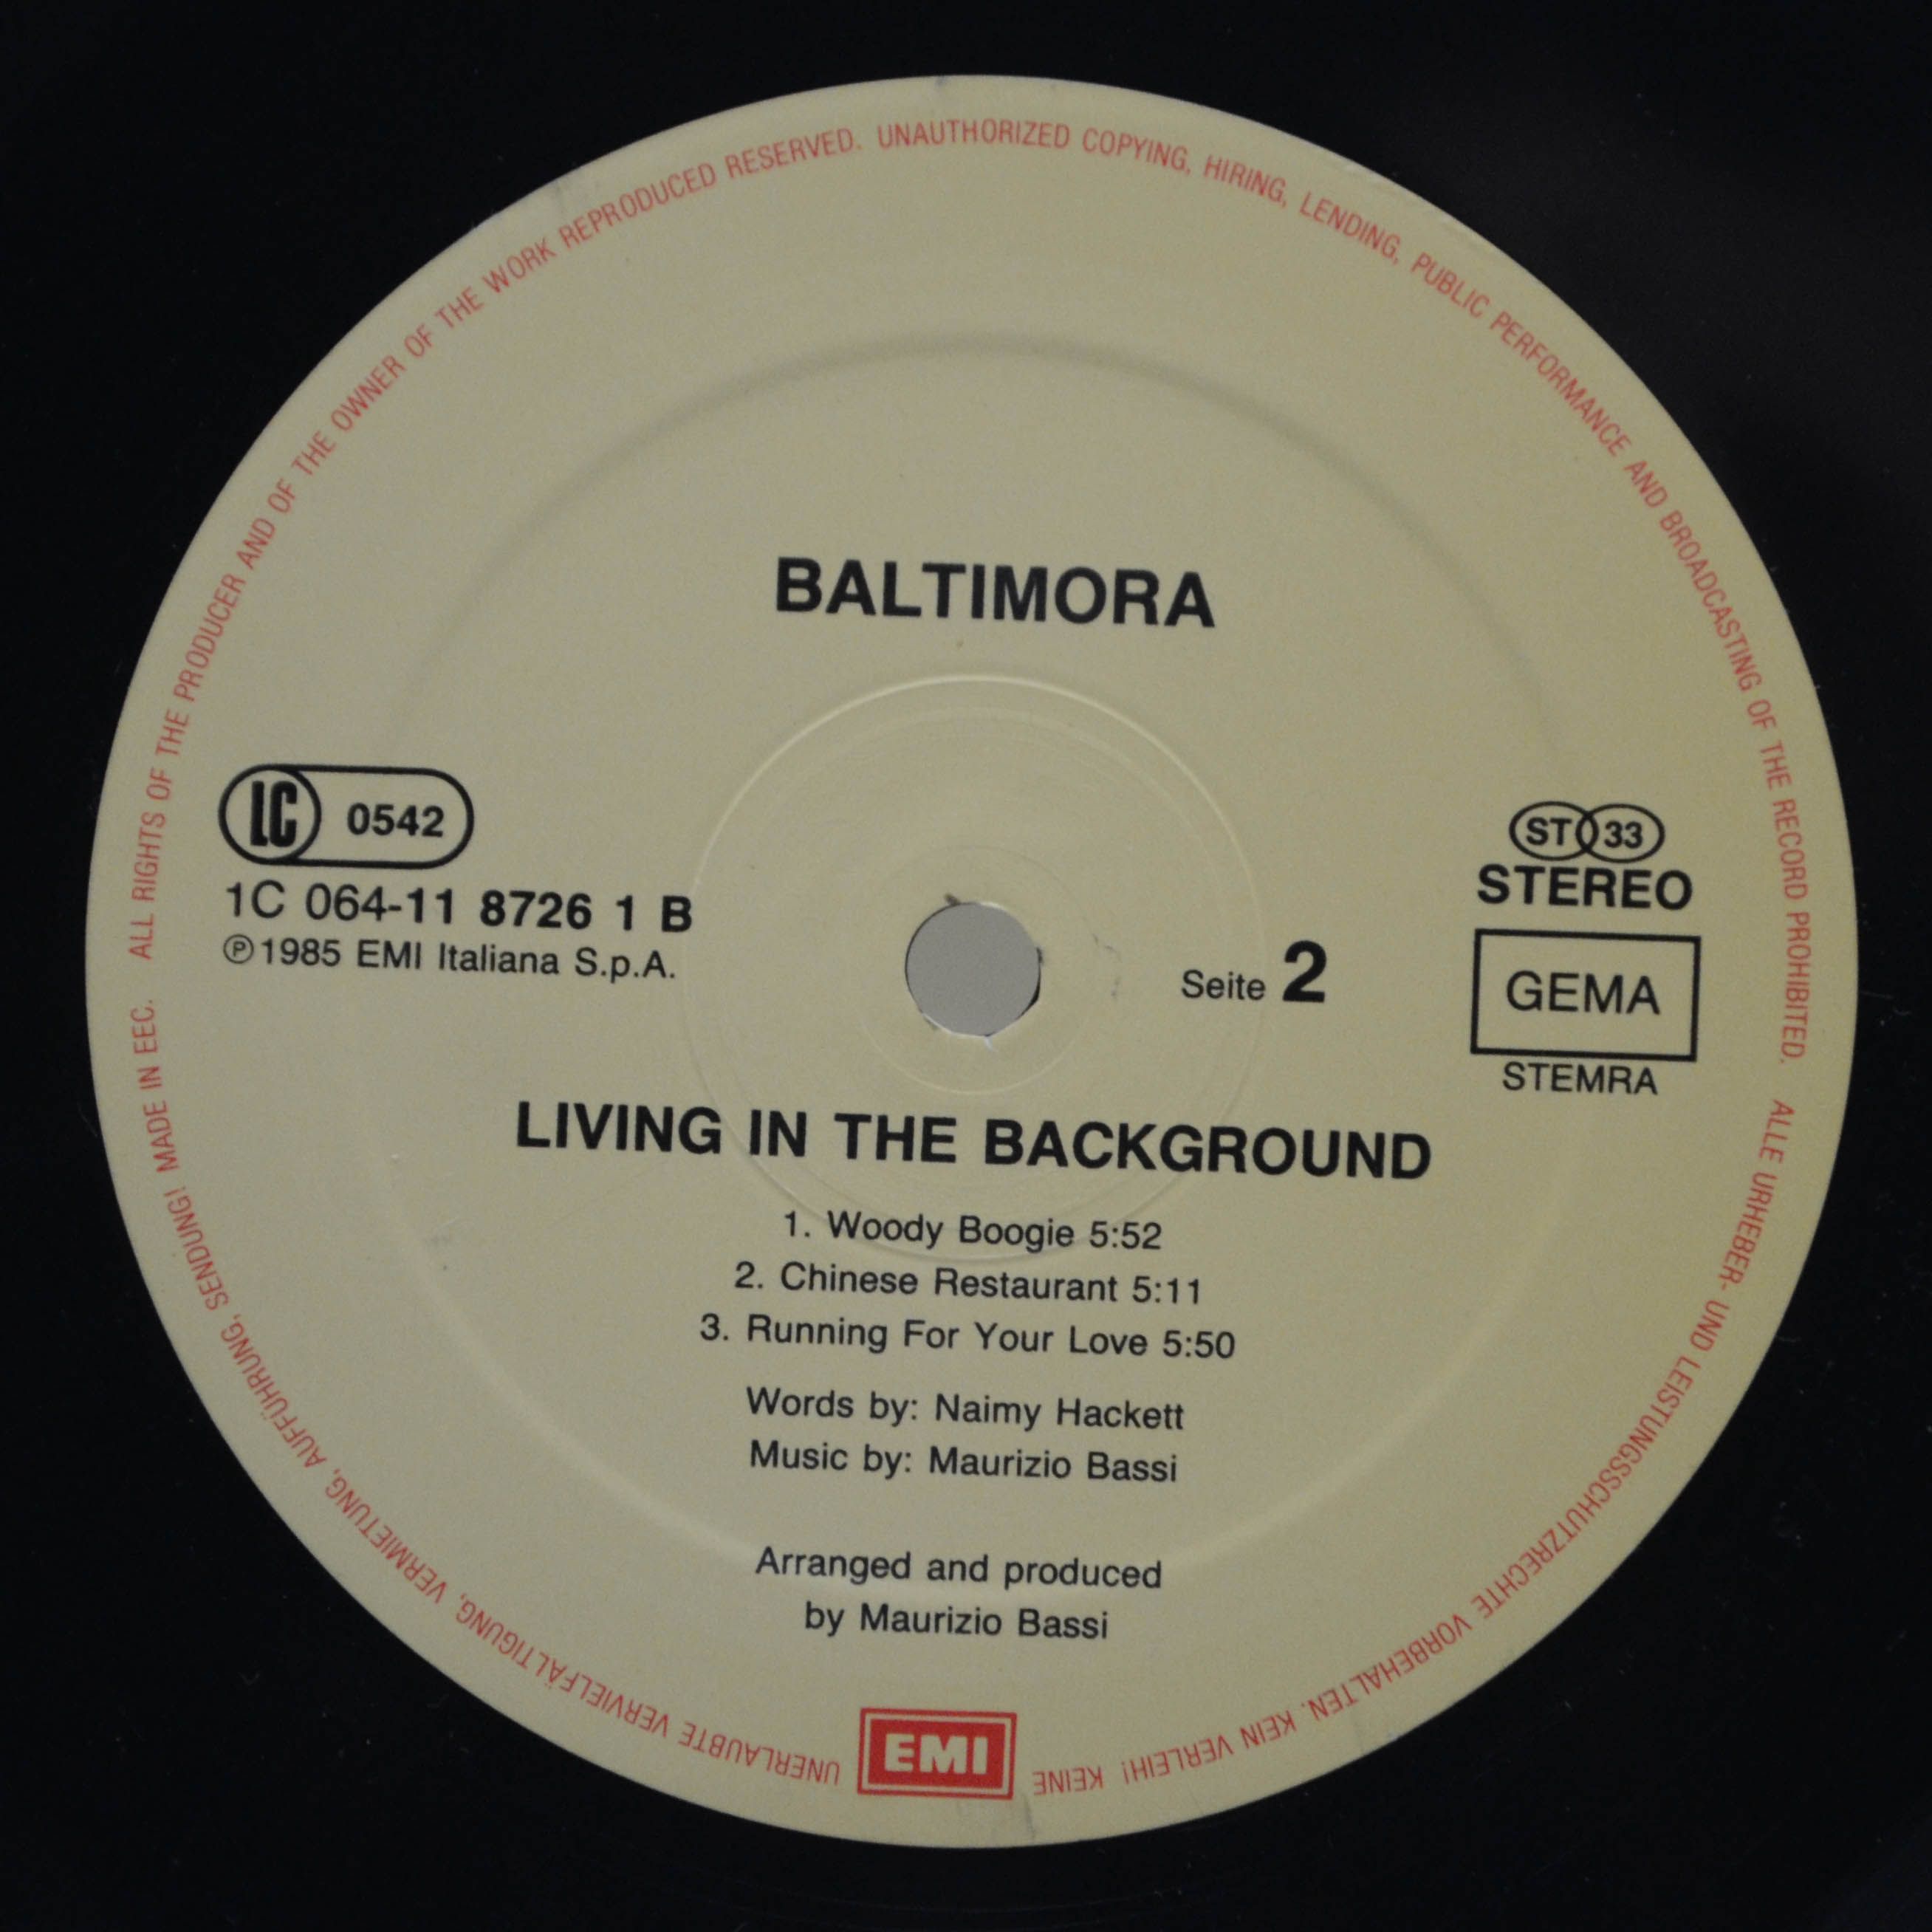 ALL RIGHTS OF THE PRODUCER AND OF THE OWNER OF THE WORK REPRODUCED RESERVED. UNAUTHORIZED COPYING, HIRING, LENDING, PUBLIC PERFORMANCE AND BROADCASTING OF THE RECORD PROHIBITED.
ALLE URHEBER- UND LEISTUNGSSCHUTZRECHTE VORBEHALTEN. KEIN VERLEIH! KEINE UNERLAUBTE VERVIELFÄLTIGUNG, VERMIETUNG, AUFFÜHRUNG, SENDUNG! MADE IN EEC.
BALTIMORA
LC 0542
1C 064-11 8726 1 B
℗1985 EMI Italiana S.p.A.
Seite 2
ST 33
STEREO
GEMA
STEMRA
LIVING IN THE BACKGROUND
1. Woody Boogie 5:52
2. Chinese Restaurant 5:11
3. Running For Your Love 5:50
Words by: Naimy Hackett
Music by: Maurizio Bassi
Arranged and produced
by Maurizio Bassi
EMI